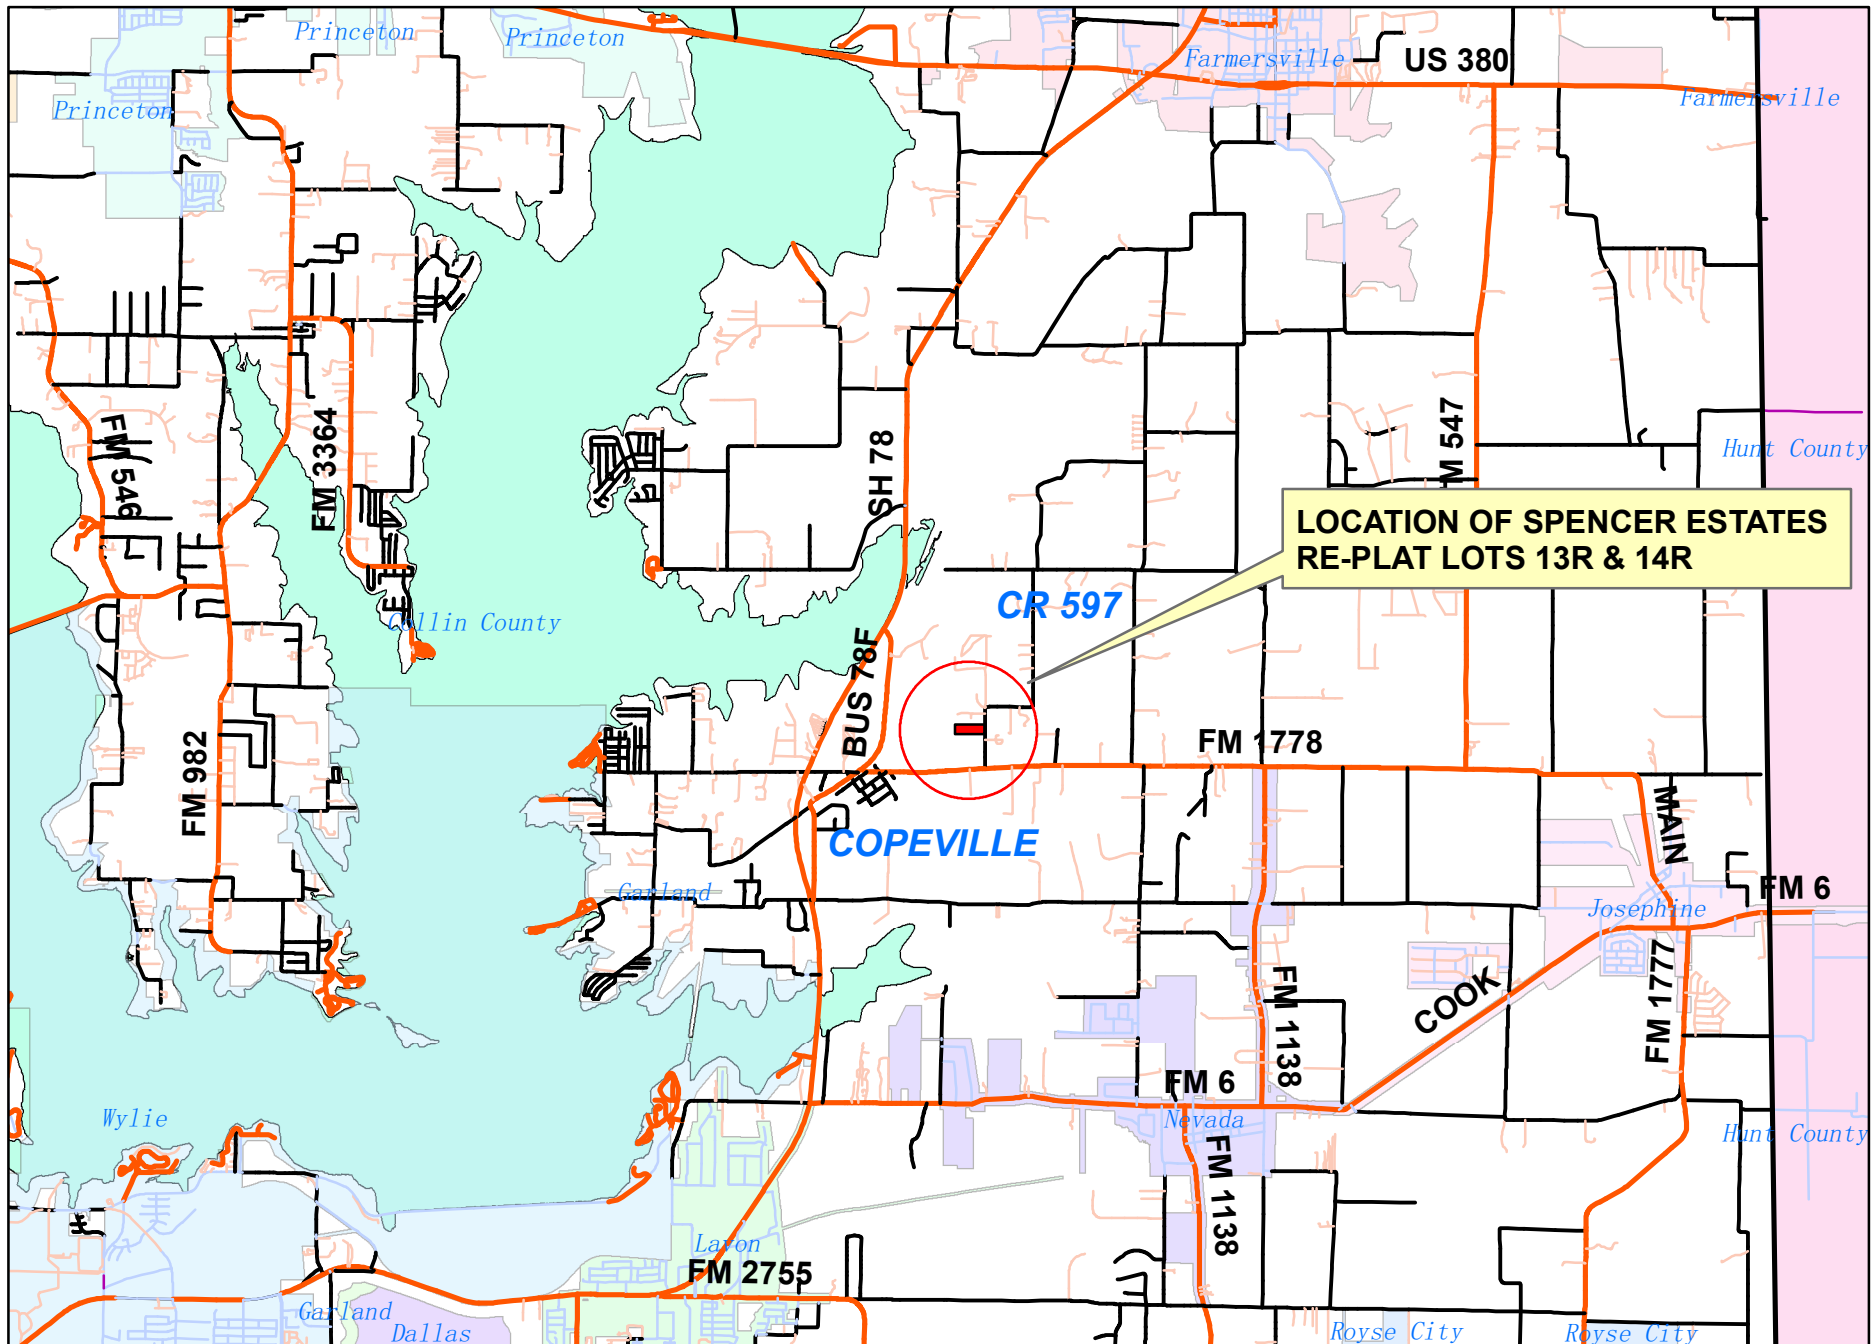 Princeton
Princeton
Farmersville
US 380
Princeton
Farmersville
FM 546
FM 3364
SH 78
M 547
Hunt County
LOCATION OF SPENCER ESTATES
RE-PLAT LOTS 13R & 14R
CR 597
Collin County
BUS 78F
FM 982
FM 1778
MAIN
COPEVILLE
Garland
FM 6
Josephine
COOK
FM 1777
FM 1138
FM 6
Wylie
Nevada
Hunt County
FM 1138
Lavon
FM 2755
Garland
Dallas
Royse City
Royse City